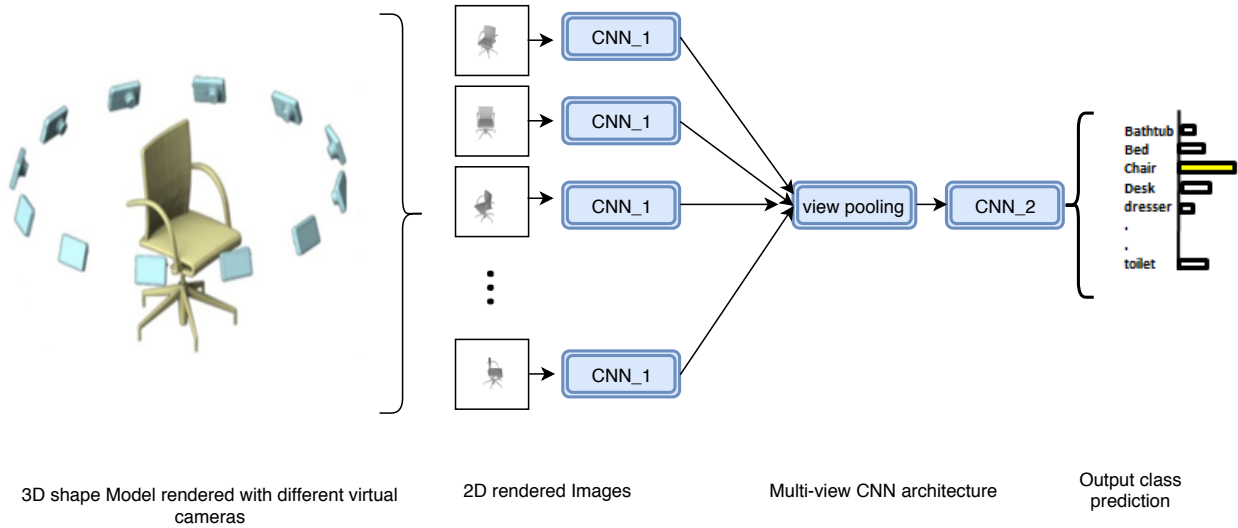 CNN_1
CNN_1
CNN_1
CNN_1
view pooling
CNN_2
Bathtub
Bed
Chair
Desk
dresser
.
.
toilet
3D shape Model rendered with different virtual
cameras
2D rendered Images
Multi-view CNN architecture
Output class
prediction